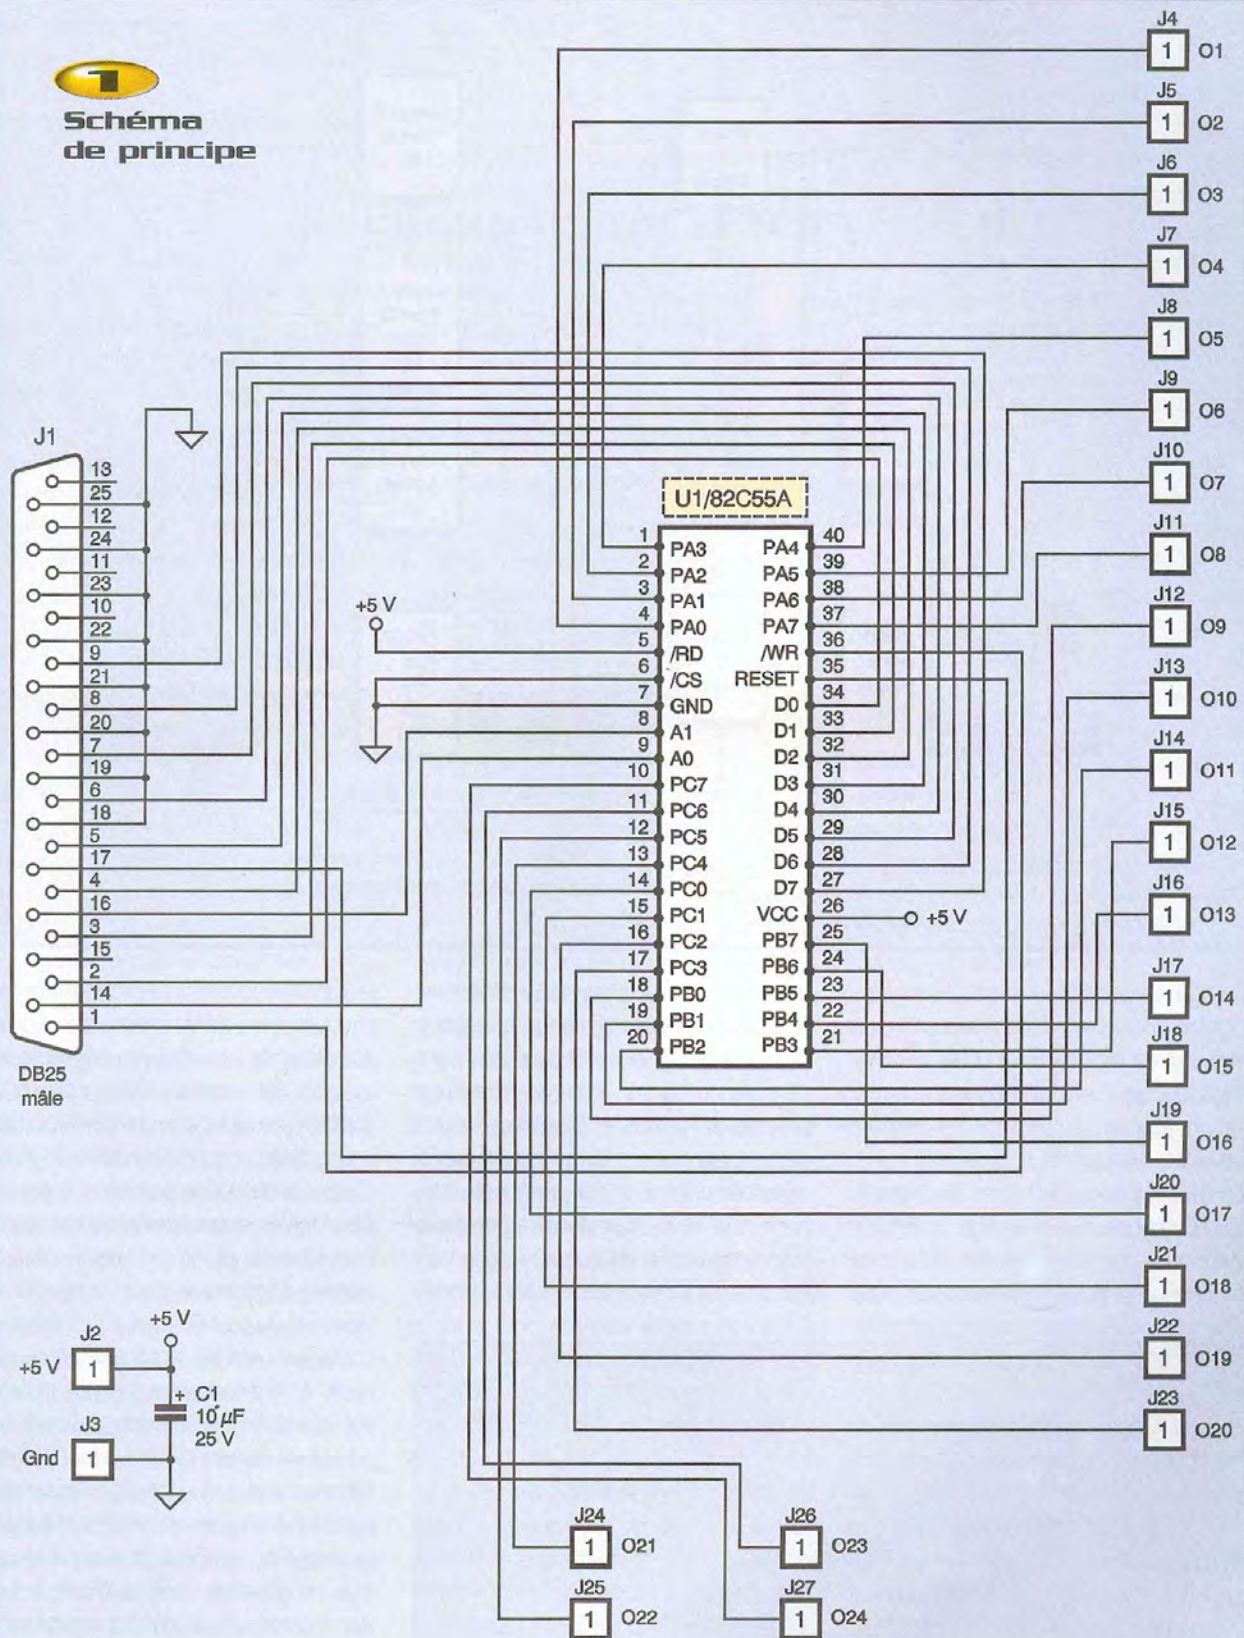 1
Schéma
de principe
J4
1 O1
J5
1 O2
J6
1 O3
J7
1 O4
J8
1 O5
J9
1 O6
J10
1 O7
J11
1 O8
J12
1 O9
J13
1 O10
J14
1 O11
J15
1 O12
J16
1 O13
J17
1 O14
J18
1 O15
J19
1 O16
J20
1 O17
J21
1 O18
J22
1 O19
J23
1 O20
J1
13
25
12
24
11
23
10
22
9
21
8
20
7
19
6
18
5
17
4
16
3
15
2
14
1
DB25
mâle
U1/82C55A
1 PA3 PA4 40
2 PA2 PA5 39
3 PA1 PA6 38
4 PA0 PA7 37
5 /RD /WR 36
6 /CS RESET 35
7 GND D0 34
8 A1 D1 33
9 A0 D2 32
10 PC7 D3 31
11 PC6 D4 30
12 PC5 D5 29
13 PC4 D6 28
14 PC0 D7 27
15 PC1 VCC 26
16 PC2 PB7 25
17 PC3 PB6 24
18 PB0 PB5 23
19 PB1 PB4 22
20 PB2 PB3 21
+5 V
+5 V
J2
+5 V 1
J3
Gnd 1
+5 V
+ C1
10 µF
25 V
J24
1 O21
J25
1 O22
J26
1 O23
J27
1 O24